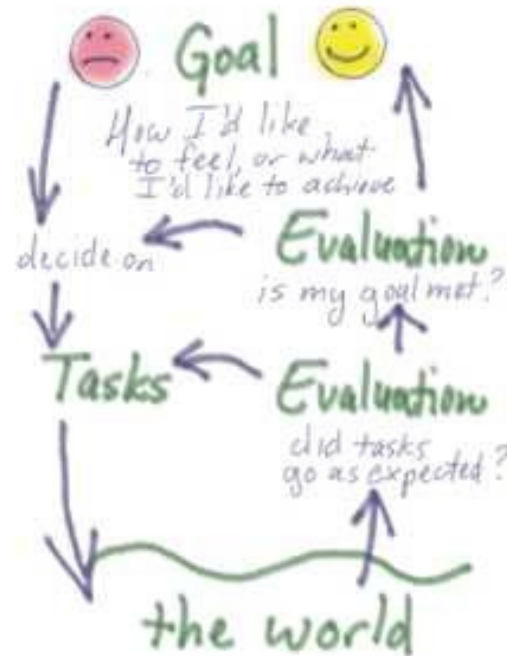 Goal
How I'd like
to feel, or what
I'd like to achieve
decide on
Evaluation
is my goal met?
Tasks
Evaluation
did tasks
go as expected?
the world